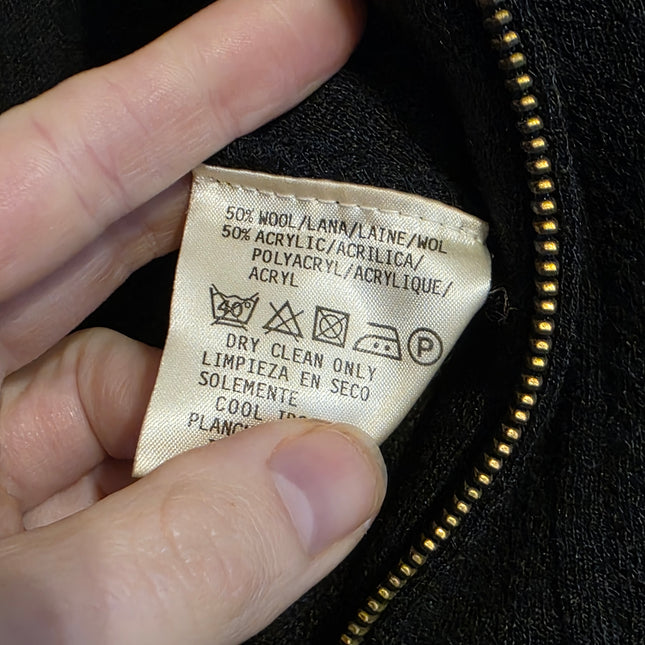 50% WOOL/LANA/LAINE/WOL
50% ACRYLIC/ACRILICA/
POLYACRYL/ACRYLIQUE/
ACRYL
40° P
DRY CLEAN ONLY
LIMPIEZA EN SECO
SOLEMENTE
COOL